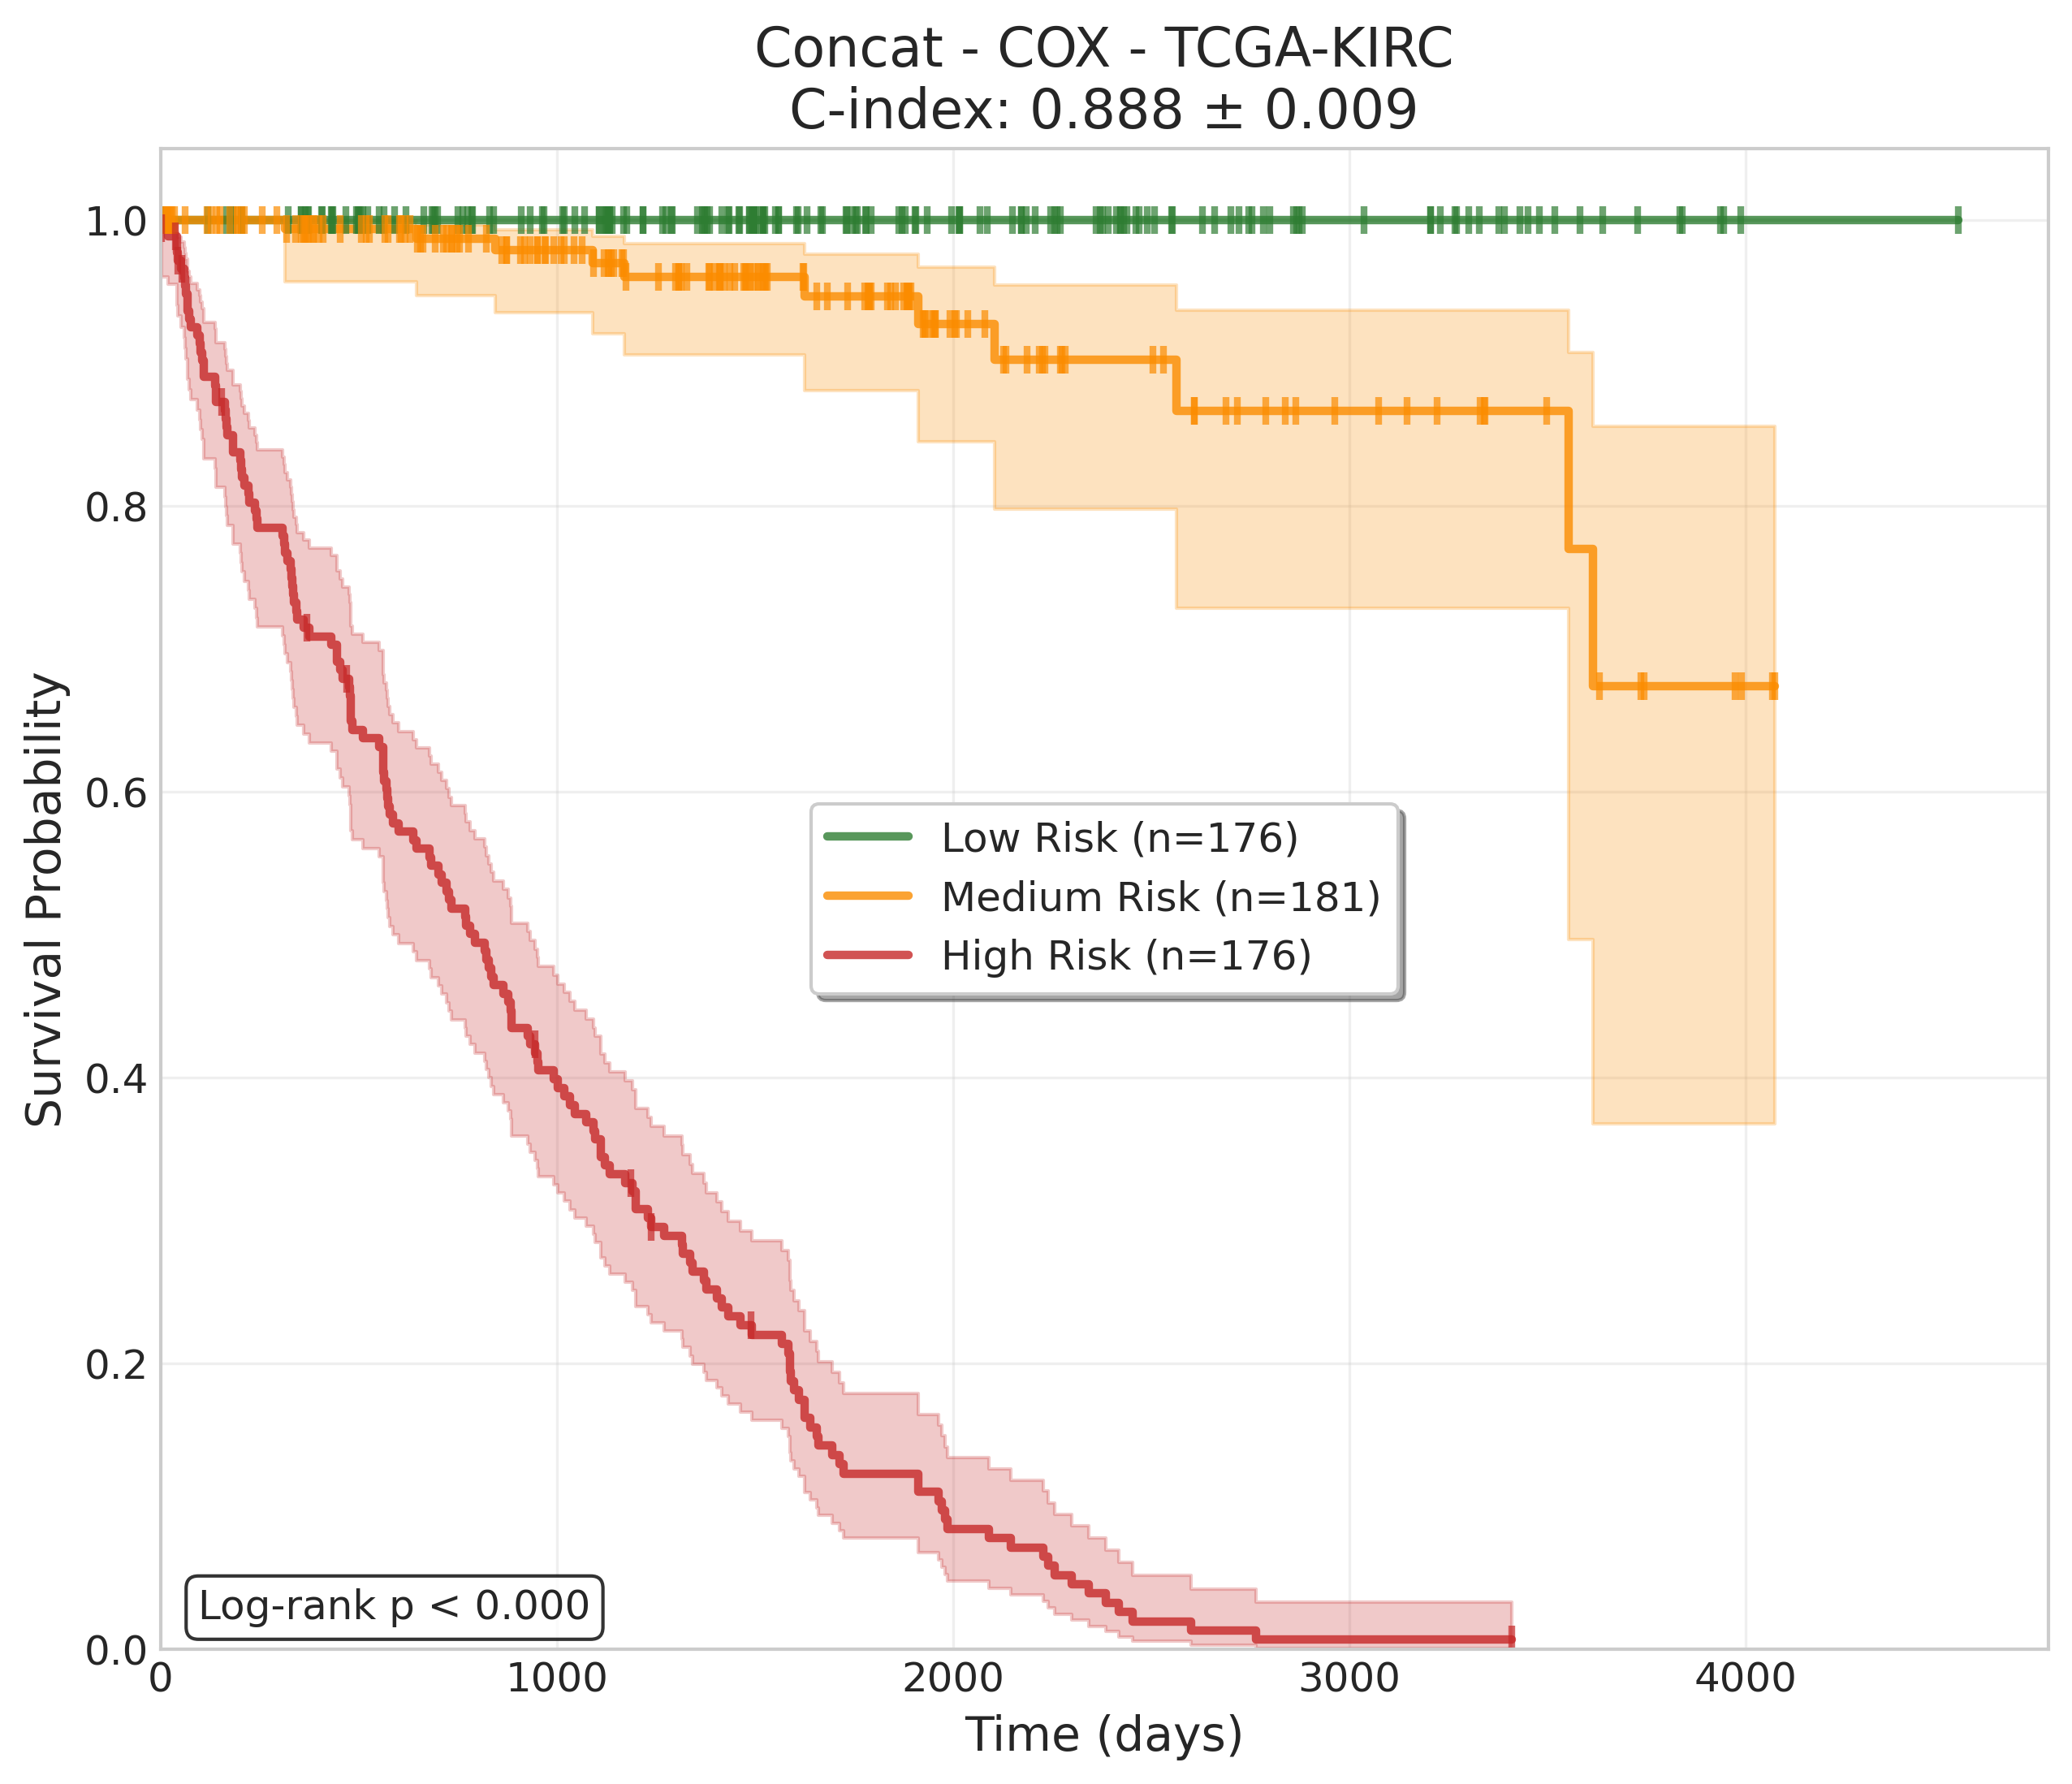 Concat - COX - TCGA-KIRC
C-index: 0.888 ± 0.009
Survival Probability
1.0
0.8
0.6
0.4
0.2
0.0
Low Risk (n=176)
Medium Risk (n=181)
High Risk (n=176)
Log-rank p < 0.000
0 1000 2000 3000 4000
Time (days)